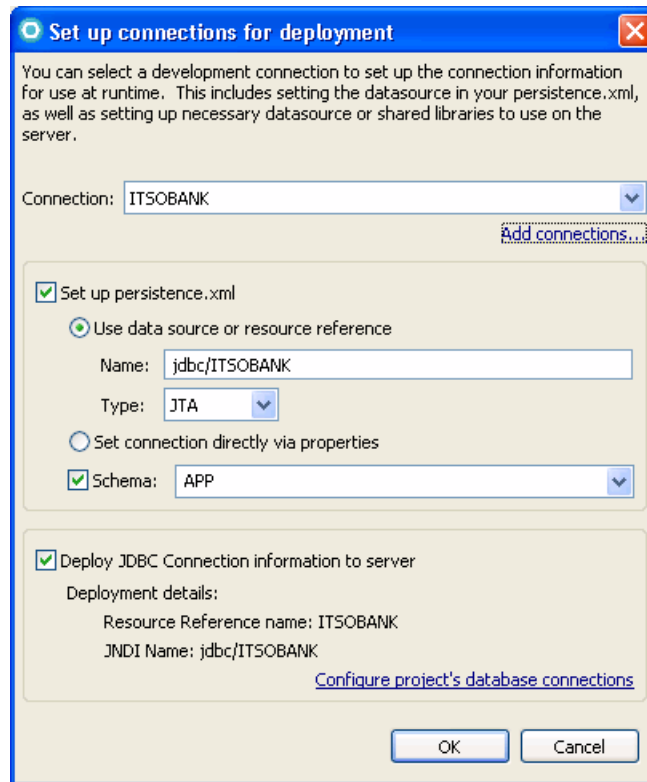 Set up connections for deployment
You can select a development connection to set up the connection information
for use at runtime. This includes setting the datasource in your persistence.xml,
as well as setting up necessary datasource or shared libraries to use on the
server.
Connection: ITSOBANK
Add connections...
Set up persistence.xml
Use data source or resource reference
Name: jdbc/ITSOBANK
Type: JTA
Set connection directly via properties
Schema: APP
Deploy JDBC Connection information to server
Deployment details:
Resource Reference name: ITSOBANK
JNDI Name: jdbc/ITSOBANK
Configure project's database connections
OK Cancel